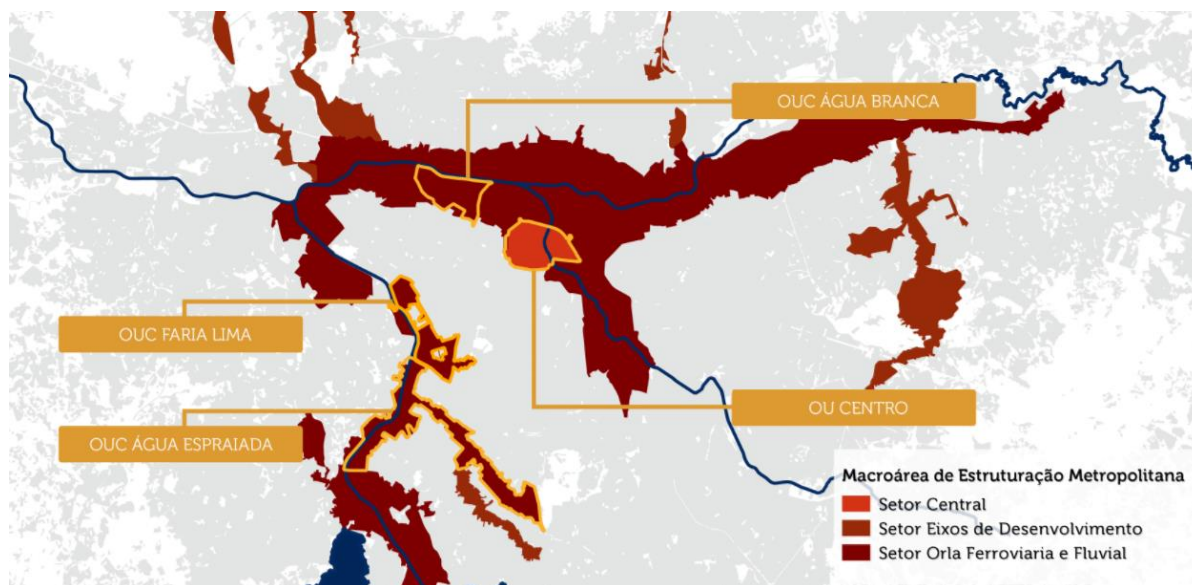 OUC ÁGUA BRANCA
OUC FARIA LIMA
OUC ÁGUA ESPRAIADA
OU CENTRO
Macroárea de Estruturação Metropolitana
Setor Central
Setor Eixos de Desenvolvimento
Setor Orla Ferroviaria e Fluvial